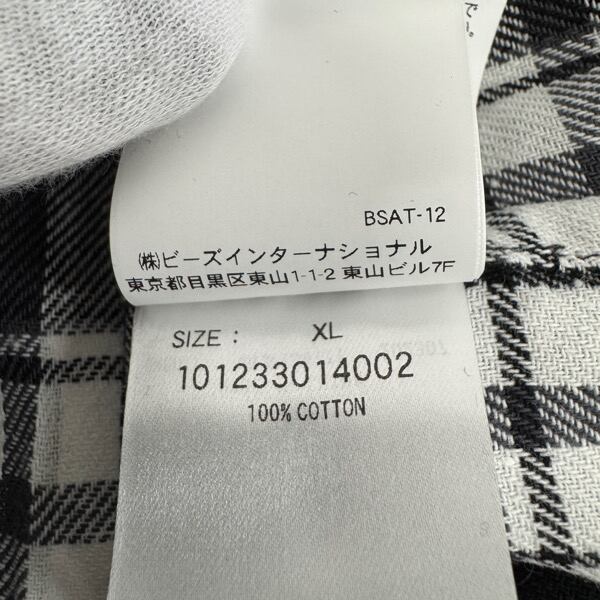 BSAT-12
(株)ビーズインターナショナル
東京都目黒区東山1-1-2 東山ビル7F
SIZE : XL
101233014002
100% COTTON